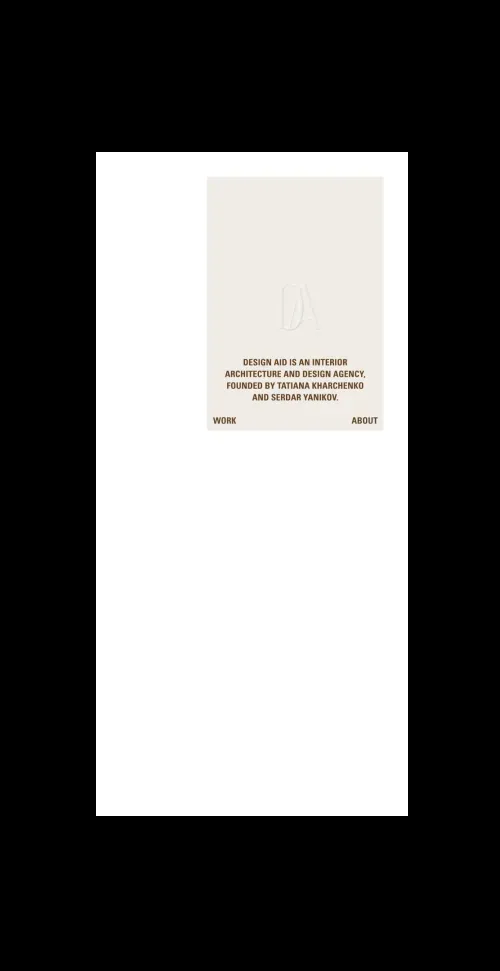 DA
DESIGN AID IS AN INTERIOR
ARCHITECTURE AND DESIGN AGENCY,
FOUNDED BY TATIANA KHARCHENKO
AND SERDAR YANIKOV.
WORK ABOUT